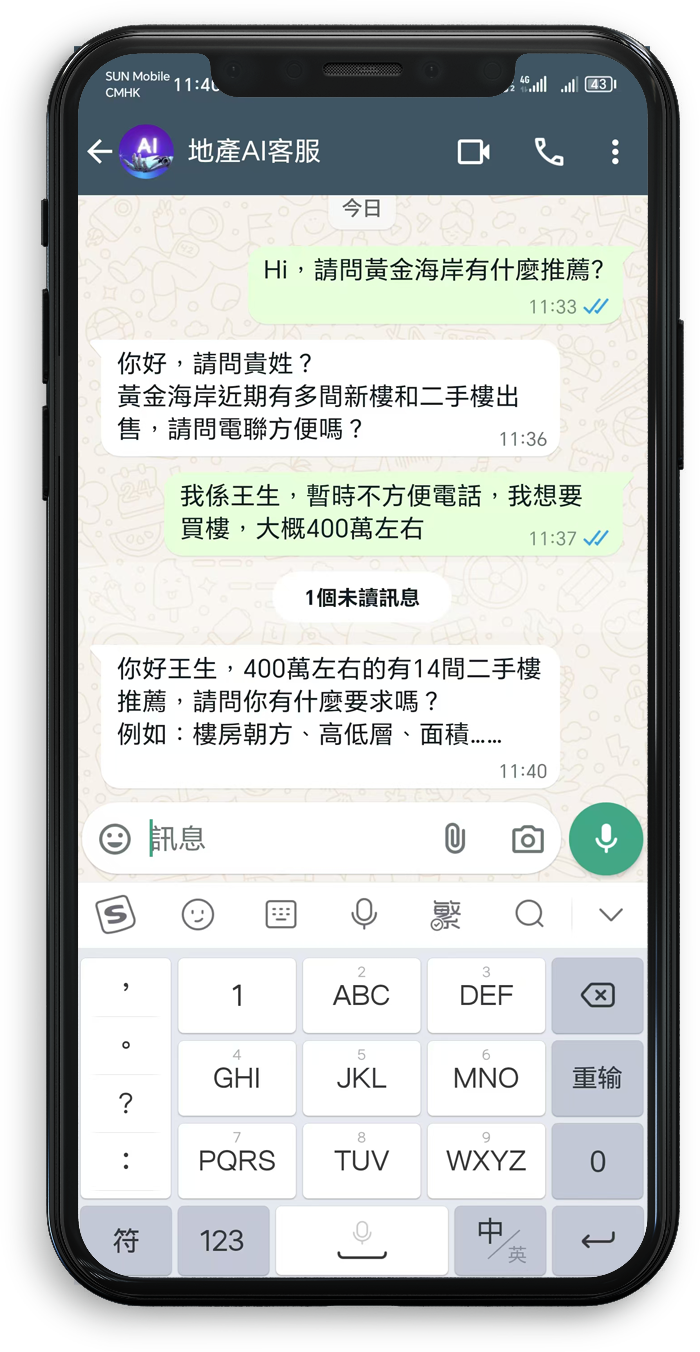 SUN Mobile
CMHK
11:40
4G
43
AI
地產AI客服
今日
Hi，請問黃金海岸有什麼推薦?
11:33
你好，請問貴姓？
黃金海岸近期有多間新樓和二手樓出
售，請問電聯方便嗎？
11:36
我係王生，暫時不方便電話，我想要
買樓，大概400萬左右
11:37
1個未讀訊息
你好王生，400萬左右的有14間二手樓
推薦，請問你有什麼要求嗎？
例如：樓房朝方、高低層、面積……
11:40
訊息
S
繁
，
1
2
ABC
3
DEF
。
4
GHI
5
JKL
6
MNO
重输
?
7
PQRS
8
TUV
9
WXYZ
0
:
符
123
中/英